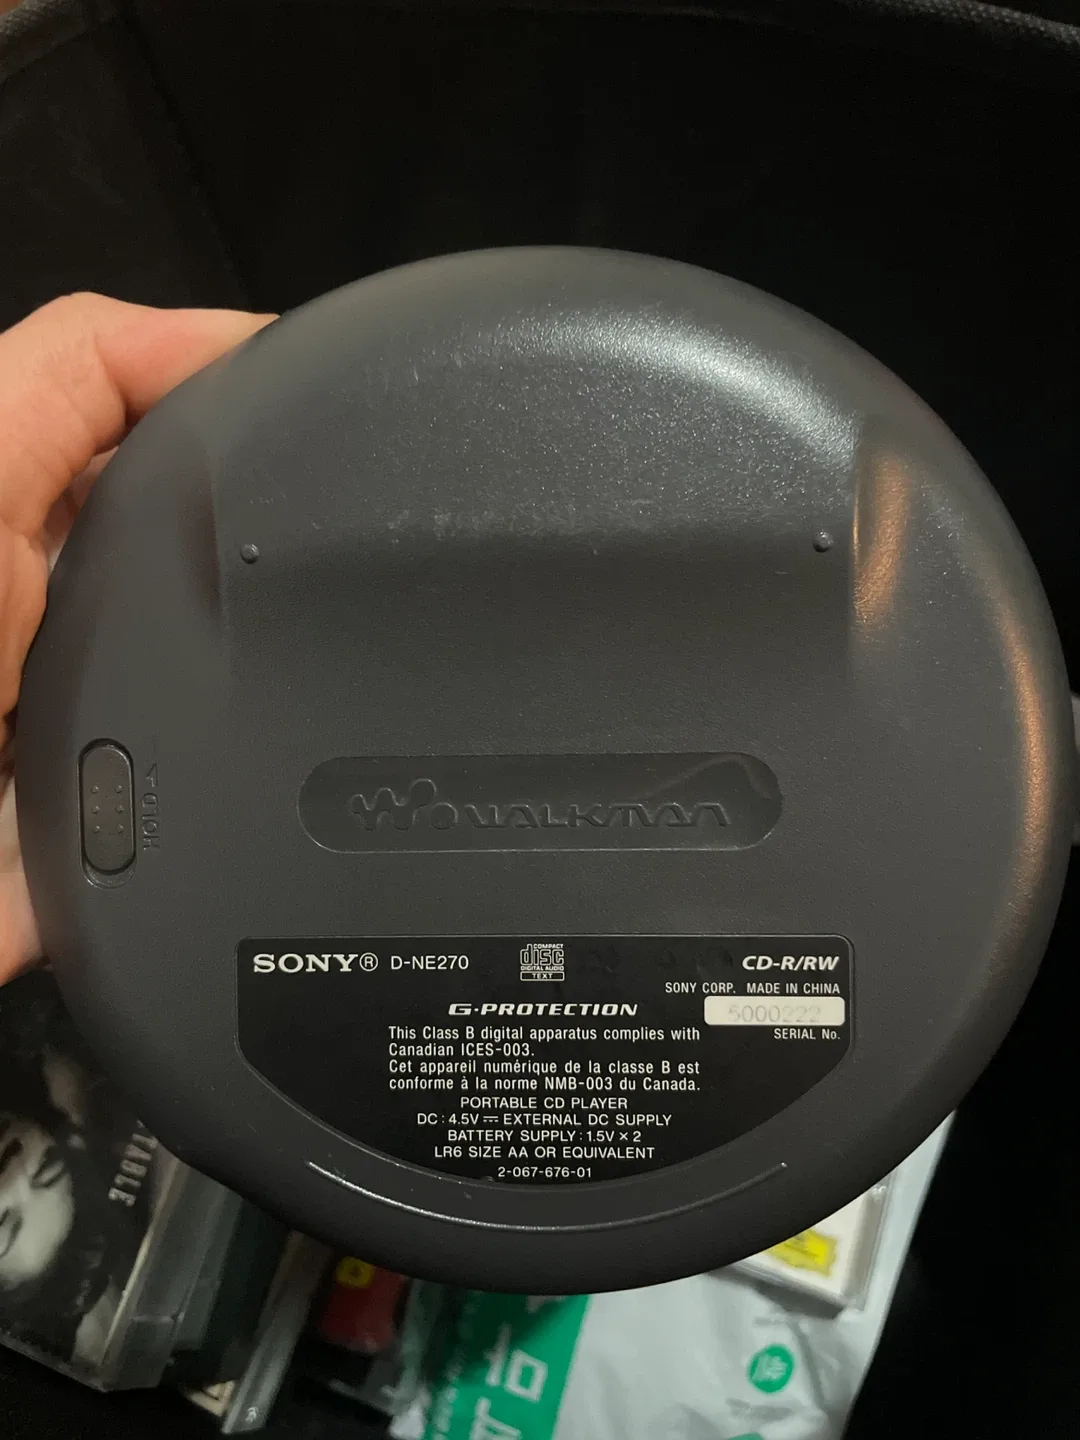 HOLD
WALKMAN
SONY® D-NE270
COMPACT
disc
DIGITAL AUDIO
TEXT
CD-R/RW
SONY CORP. MADE IN CHINA
G-PROTECTION
5000222
SERIAL No.
This Class B digital apparatus complies with
Canadian ICES-003.
Cet appareil numérique de la classe B est
conforme à la norme NMB-003 du Canada.
PORTABLE CD PLAYER
DC : 4.5V ⎓ EXTERNAL DC SUPPLY
BATTERY SUPPLY : 1.5V × 2
LR6 SIZE AA OR EQUIVALENT
2-067-676-01